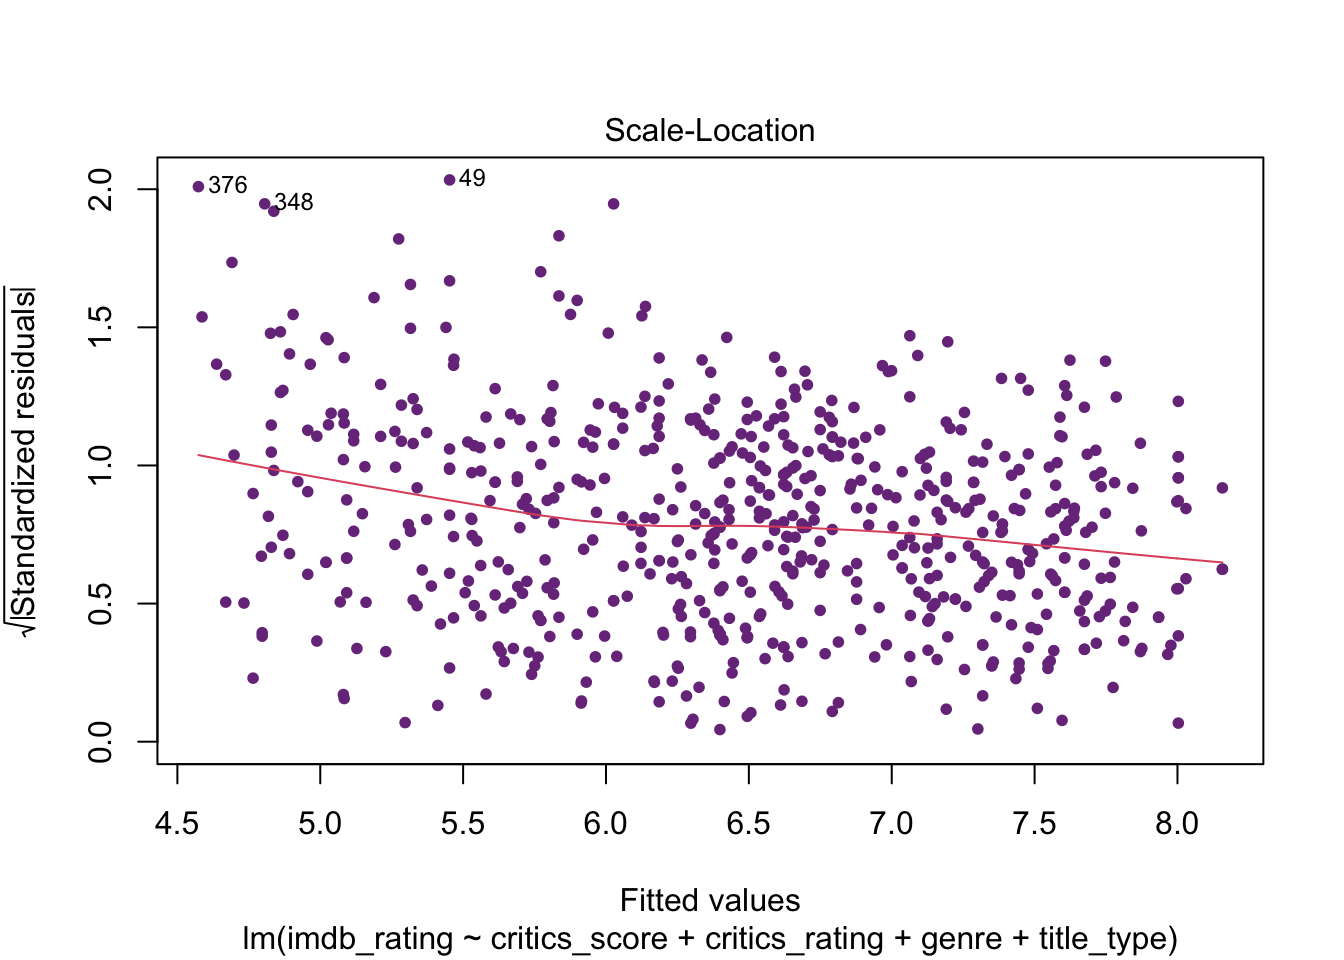 Scale-Location
√|Standardized residuals|
2.0
1.5
1.0
0.5
0.0
376
348
49
4.5 5.0 5.5 6.0 6.5 7.0 7.5 8.0
Fitted values
lm(imdb_rating ~ critics_score + critics_rating + genre + title_type)